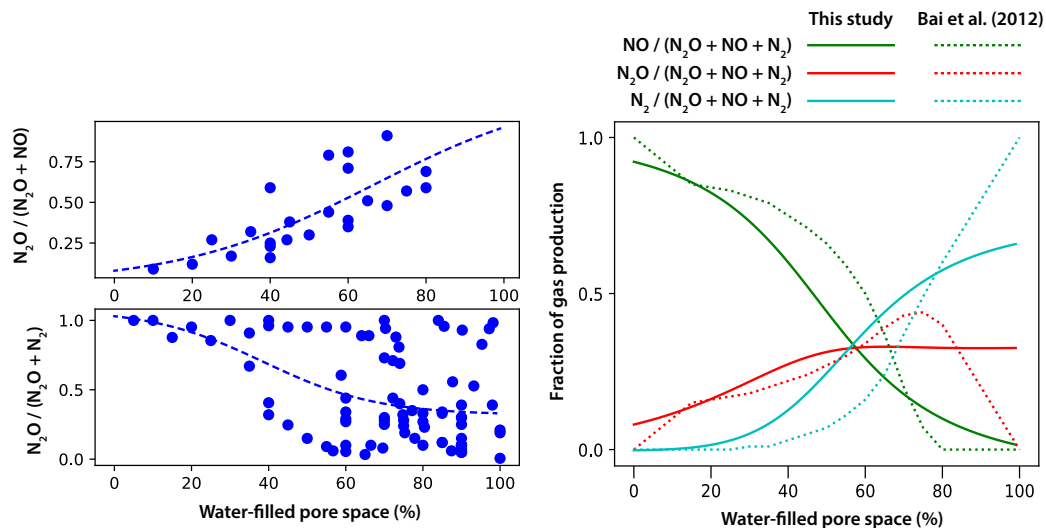 This study Bai et al. (2012)
NO / (N₂O + NO + N₂)
N₂O / (N₂O + NO + N₂)
N₂ / (N₂O + NO + N₂)
N₂O / (N₂O + NO)
0.75
0.50
0.25
0 20 40 60 80 100
N₂O / (N₂O + N₂)
1.0
0.5
0.0
0 20 40 60 80 100
Water-filled pore space (%)
Fraction of gas production
1.0
0.5
0.0
0 20 40 60 80 100
Water-filled pore space (%)